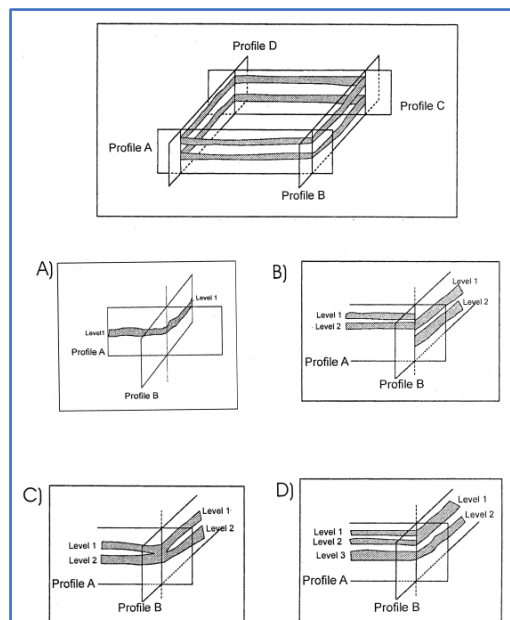 Profile D
Profile C
Profile A
Profile B
A)
Level 1
Level1
Profile A
Profile B
B)
Level 1
Level 1
Level 2
Level 2
Profile A
Profile B
C)
Level 1
Level 2
Level 1
Level 2
Profile A
Profile B
D)
Level 1
Level 2
Level 1
Level 2
Level 3
Profile A
Profile B